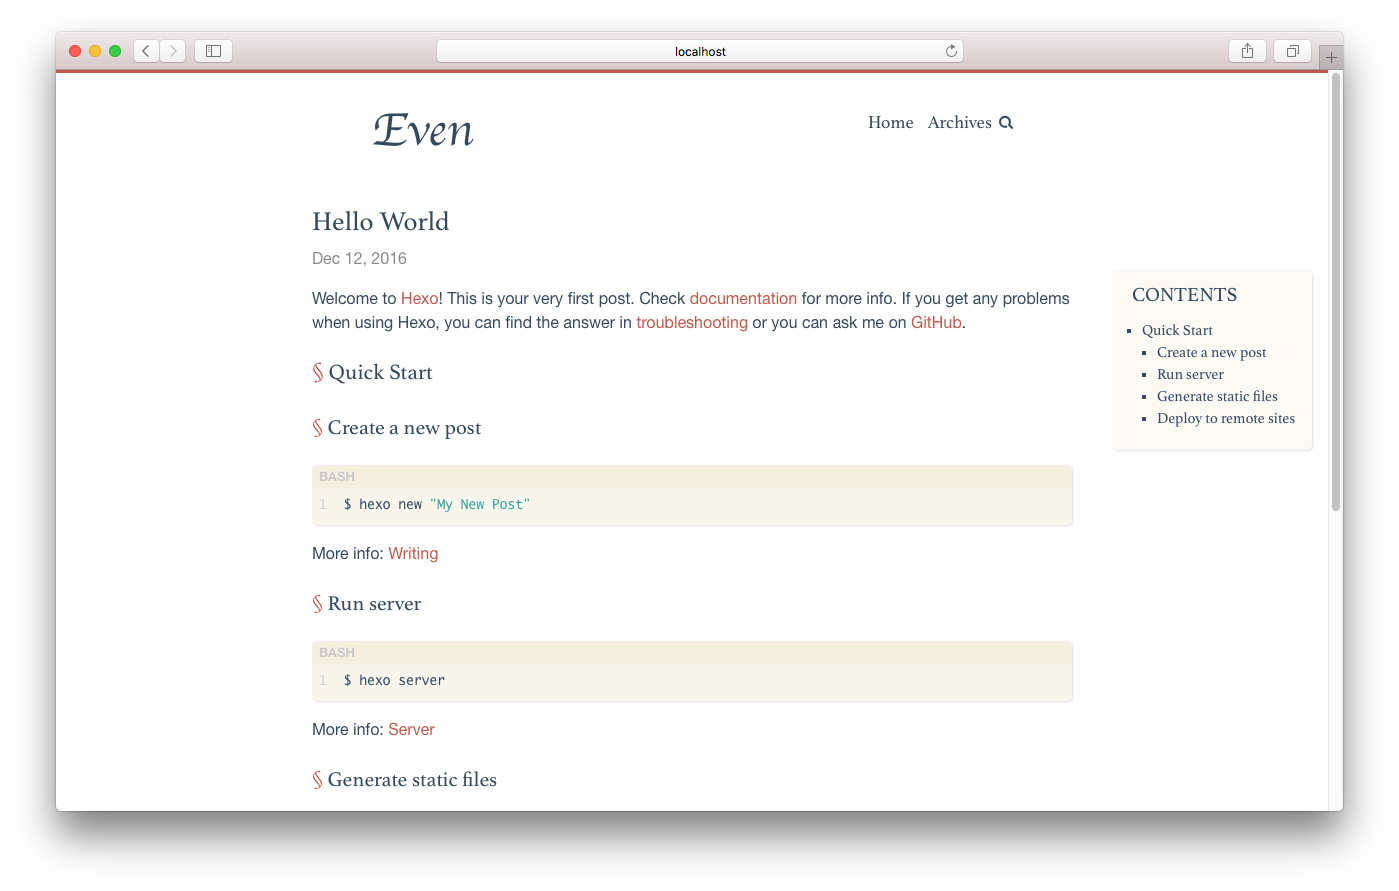 localhost
Even
Home Archives
Hello World
Dec 12, 2016
Welcome to Hexo! This is your very first post. Check documentation for more info. If you get any problems
when using Hexo, you can find the answer in troubleshooting or you can ask me on GitHub.
§ Quick Start
§ Create a new post
BASH
1 $ hexo new "My New Post"
More info: Writing
§ Run server
BASH
1 $ hexo server
More info: Server
§ Generate static files
CONTENTS
Quick Start
Create a new post
Run server
Generate static files
Deploy to remote sites